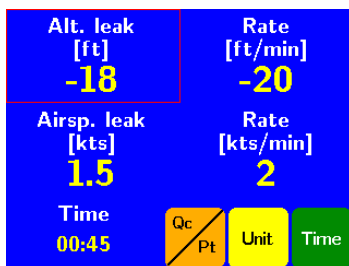 Alt. leak Rate
[ft] [ft/min]
-18 -20
Airsp. leak Rate
[kts] [kts/min]
1.5 2
Time
00:45
Qc
Pt
Unit
Time